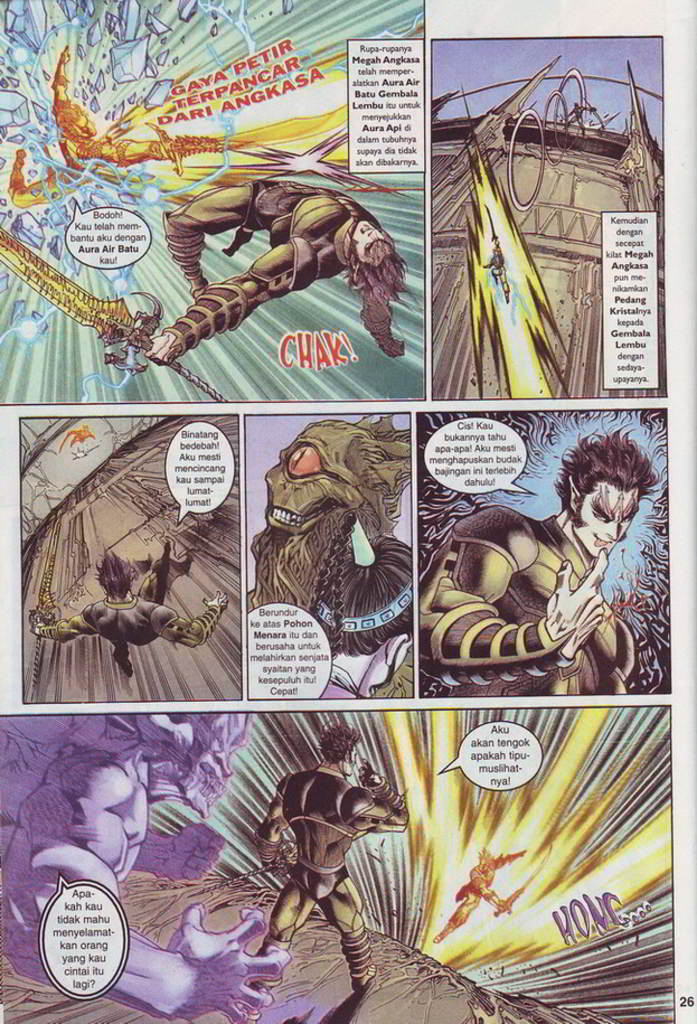 GAYA PETIR
TERPANCAR
DARI ANGKASA
Rupa-rupanya
Megah Angkasa
telah memper-
alatkan Aura Air
Batu Gembala
Lembu itu untuk
menyejukkan
Aura Api di
dalam tubuhnya
supaya dia tidak
akan dibakarnya.
Bodoh!
Kau telah mem-
bantu aku dengan
Aura Air Batu
kau!
CHAK!
Kemudian
dengan
secepat
kilat Megah
Angkasa
pun me-
nikamkan
Pedang
Kristalnya
kepada
Gembala
Lembu
dengan
sedaya-
upayanya.
Binatang
bedebah!
Aku mesti
mencincang
kau sampai
lumat-
lumat!
Berundur
ke atas Pohon
Menara itu dan
berusaha untuk
melahirkan senjata
syaitan yang
kesepuluh itu!
Cepat!
Cis! Kau
bukannya tahu
apa-apa! Aku mesti
menghapuskan budak
bajingan ini terlebih
dahulu!
Aku
akan tengok
apakah tipu-
muslihat-
nya!
Apa-
kah kau
tidak mahu
menyelamat-
kan orang
yang kau
cintai itu
lagi?
HONG
26